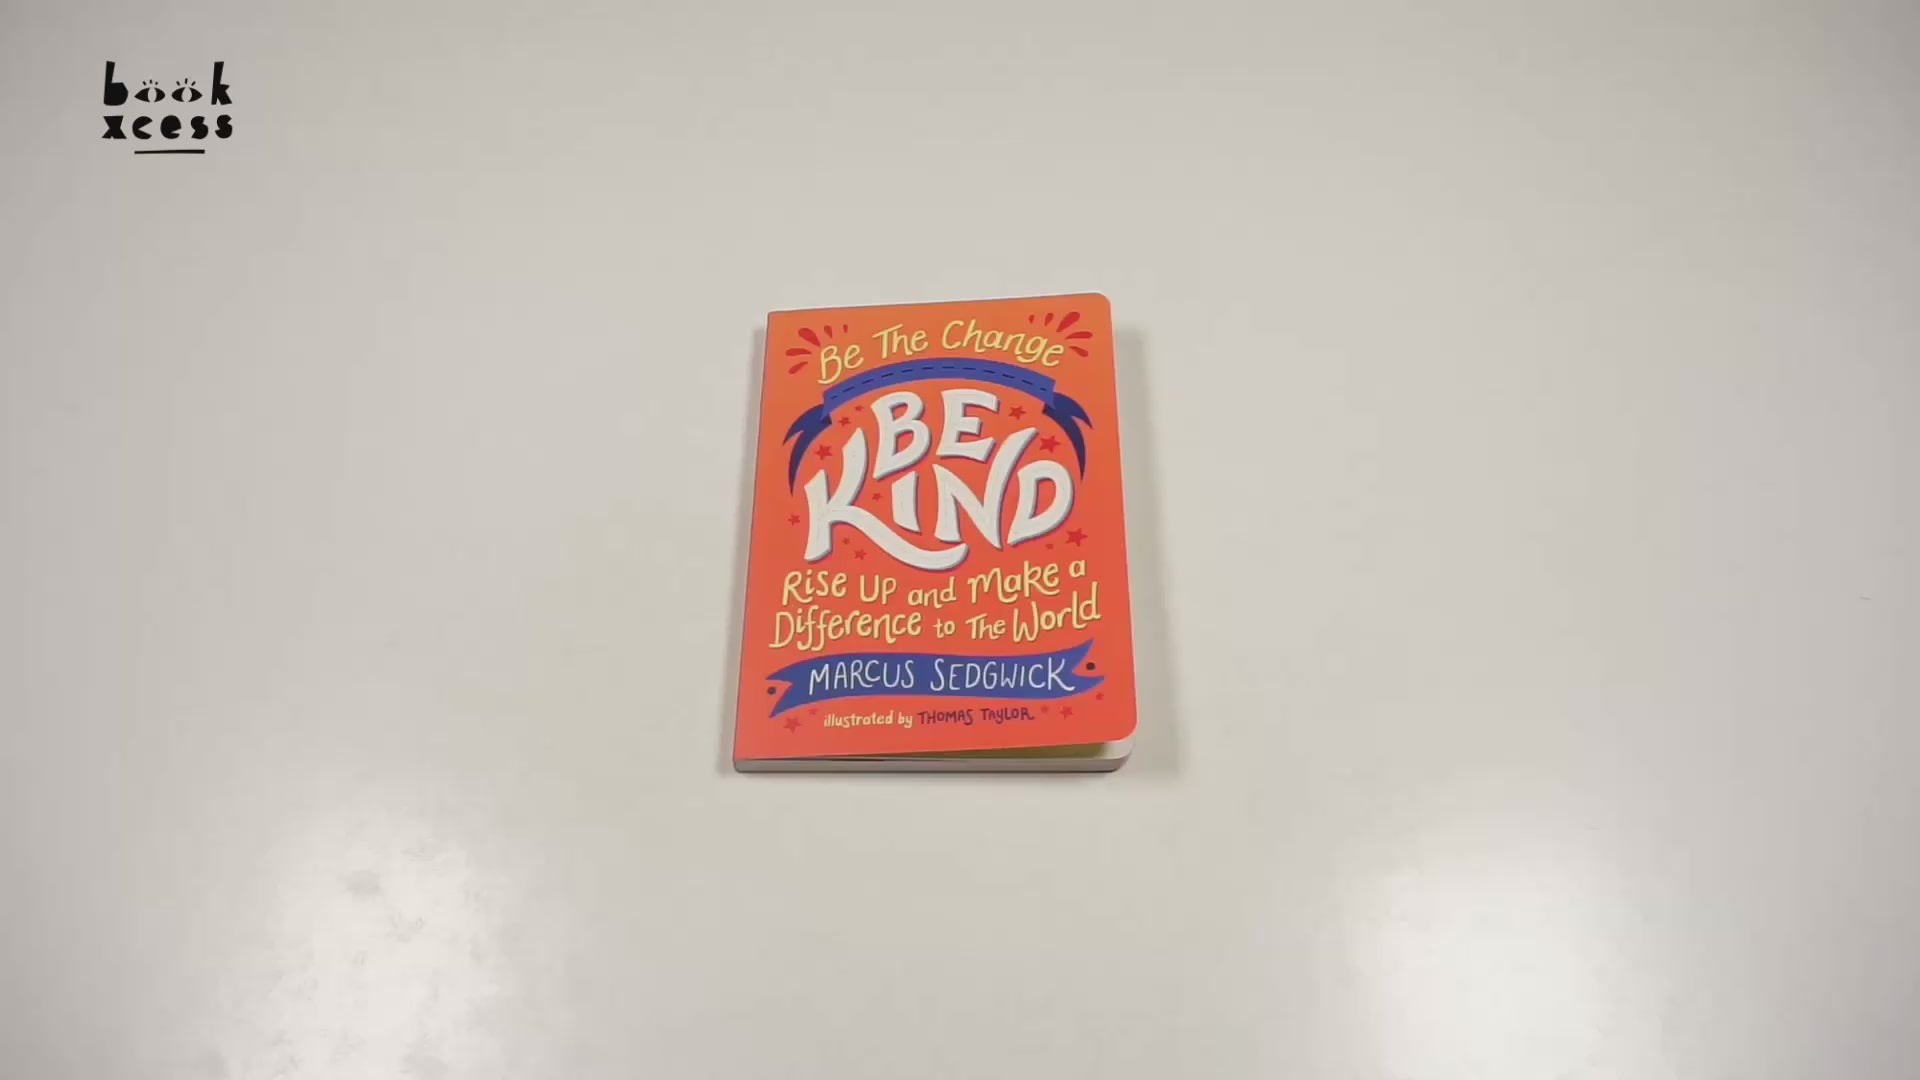 book
xcess
Be The Change
BE
KIND
Rise Up and Make a
Difference to The World
MARCUS SEDGWICK
illustrated by THOMAS TAYLOR